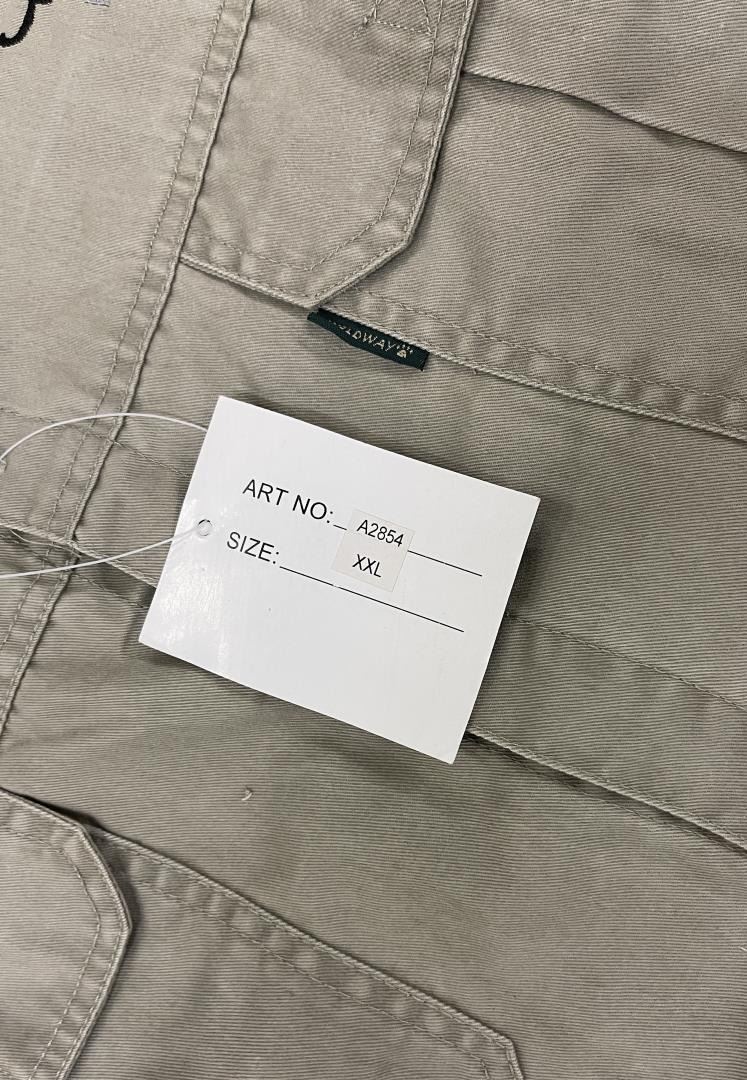 ART NO: A2854
SIZE: XXL